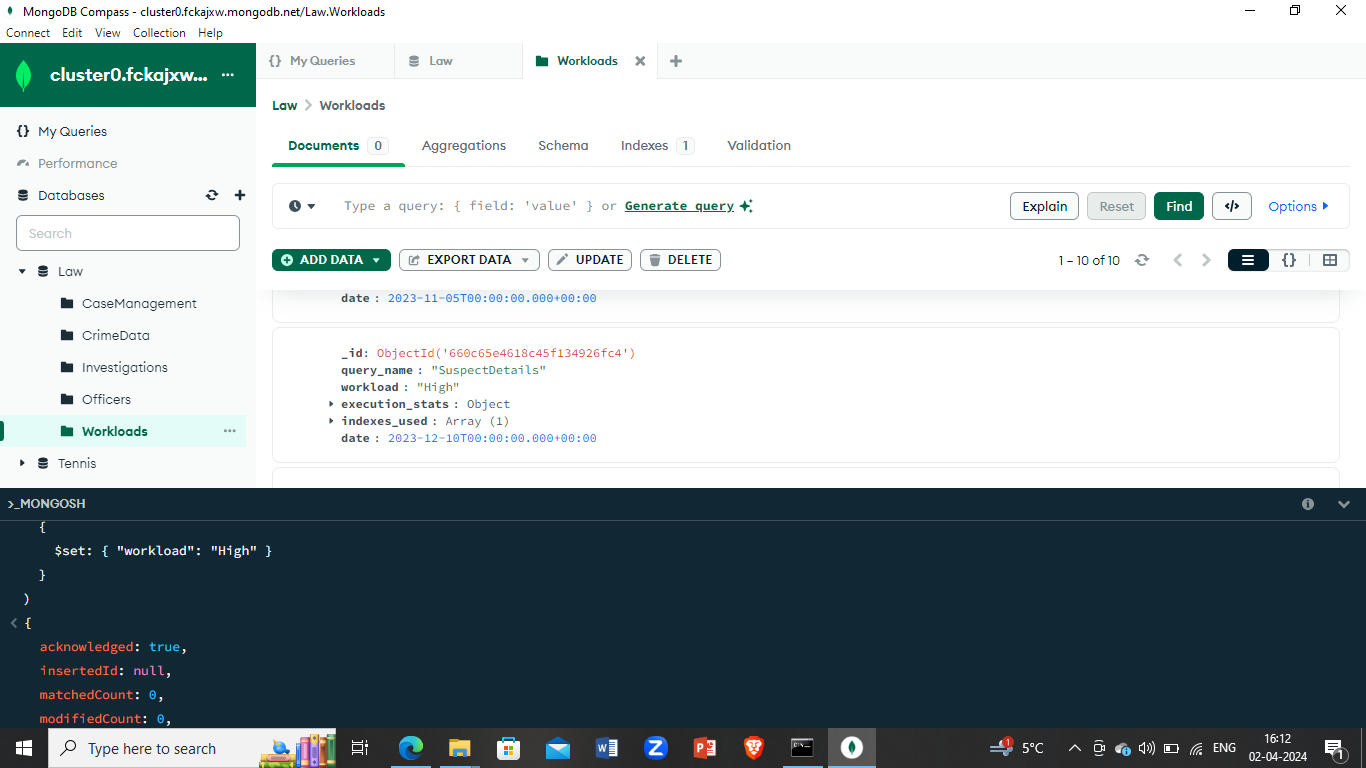 MongoDB Compass - cluster0.fckajxw.mongodb.net/Law.Workloads
Connect Edit View Collection Help
cluster0.fckajxw... ...
{} My Queries
Law
Workloads
My Queries
Performance
Databases
Search
Law
CaseManagement
CrimeData
Investigations
Officers
Workloads ...
Tennis
Law > Workloads
Documents 0 Aggregations Schema Indexes 1 Validation
Type a query: { field: 'value' } or Generate query
Explain Reset Find </> Options
ADD DATA EXPORT DATA UPDATE DELETE
1 – 10 of 10
{}
date : 2023-11-05T00:00:00.000+00:00
_id: ObjectId('660c65e4618c45f134926fc4')
query_name : "SuspectDetails"
workload : "High"
execution_stats : Object
indexes_used : Array (1)
date : 2023-12-10T00:00:00.000+00:00
>_MONGOSH
{
$set: { "workload": "High" }
}
)
< {
acknowledged: true,
insertedId: null,
matchedCount: 0,
modifiedCount: 0,
Type here to search
1
5°C
ENG
16:12
02-04-2024
1